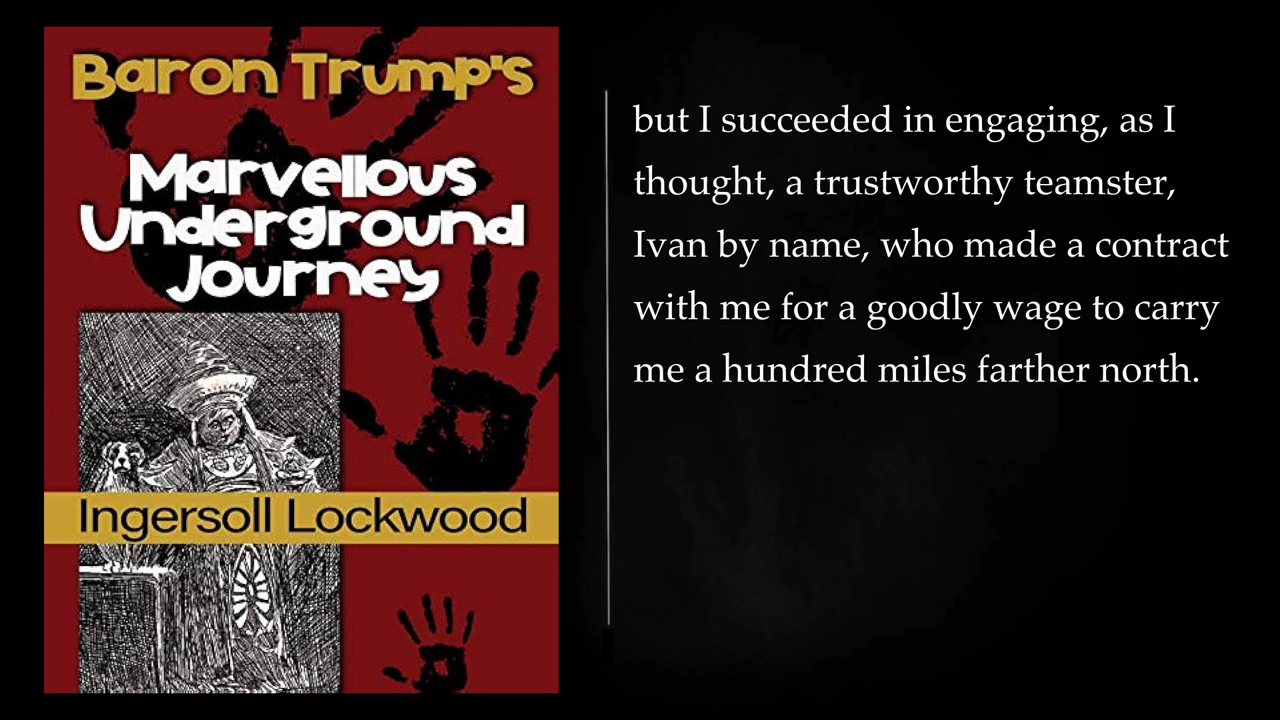 Baron Trump's
Marvellous
Underground
Journey
Ingersoll Lockwood
but I succeeded in engaging, as I
thought, a trustworthy teamster,
Ivan by name, who made a contract
with me for a goodly wage to carry
me a hundred miles farther north.